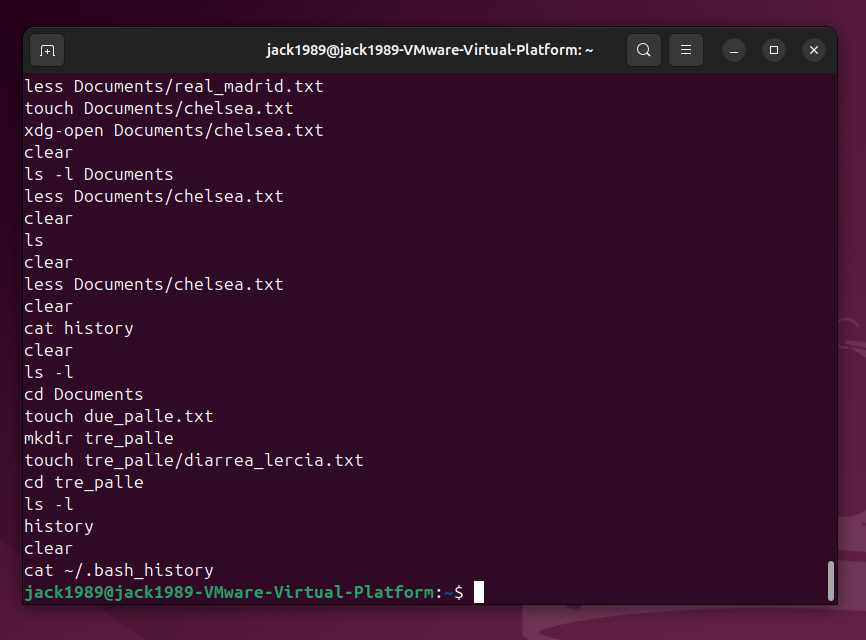 jack1989@jack1989-VMware-Virtual-Platform: ~
less Documents/real_madrid.txt
touch Documents/chelsea.txt
xdg-open Documents/chelsea.txt
clear
ls -l Documents
less Documents/chelsea.txt
clear
ls
clear
less Documents/chelsea.txt
clear
cat history
clear
ls -l
cd Documents
touch due_palle.txt
mkdir tre_palle
touch tre_palle/diarrea_lercia.txt
cd tre_palle
ls -l
history
clear
cat ~/.bash_history
jack1989@jack1989-VMware-Virtual-Platform:~$